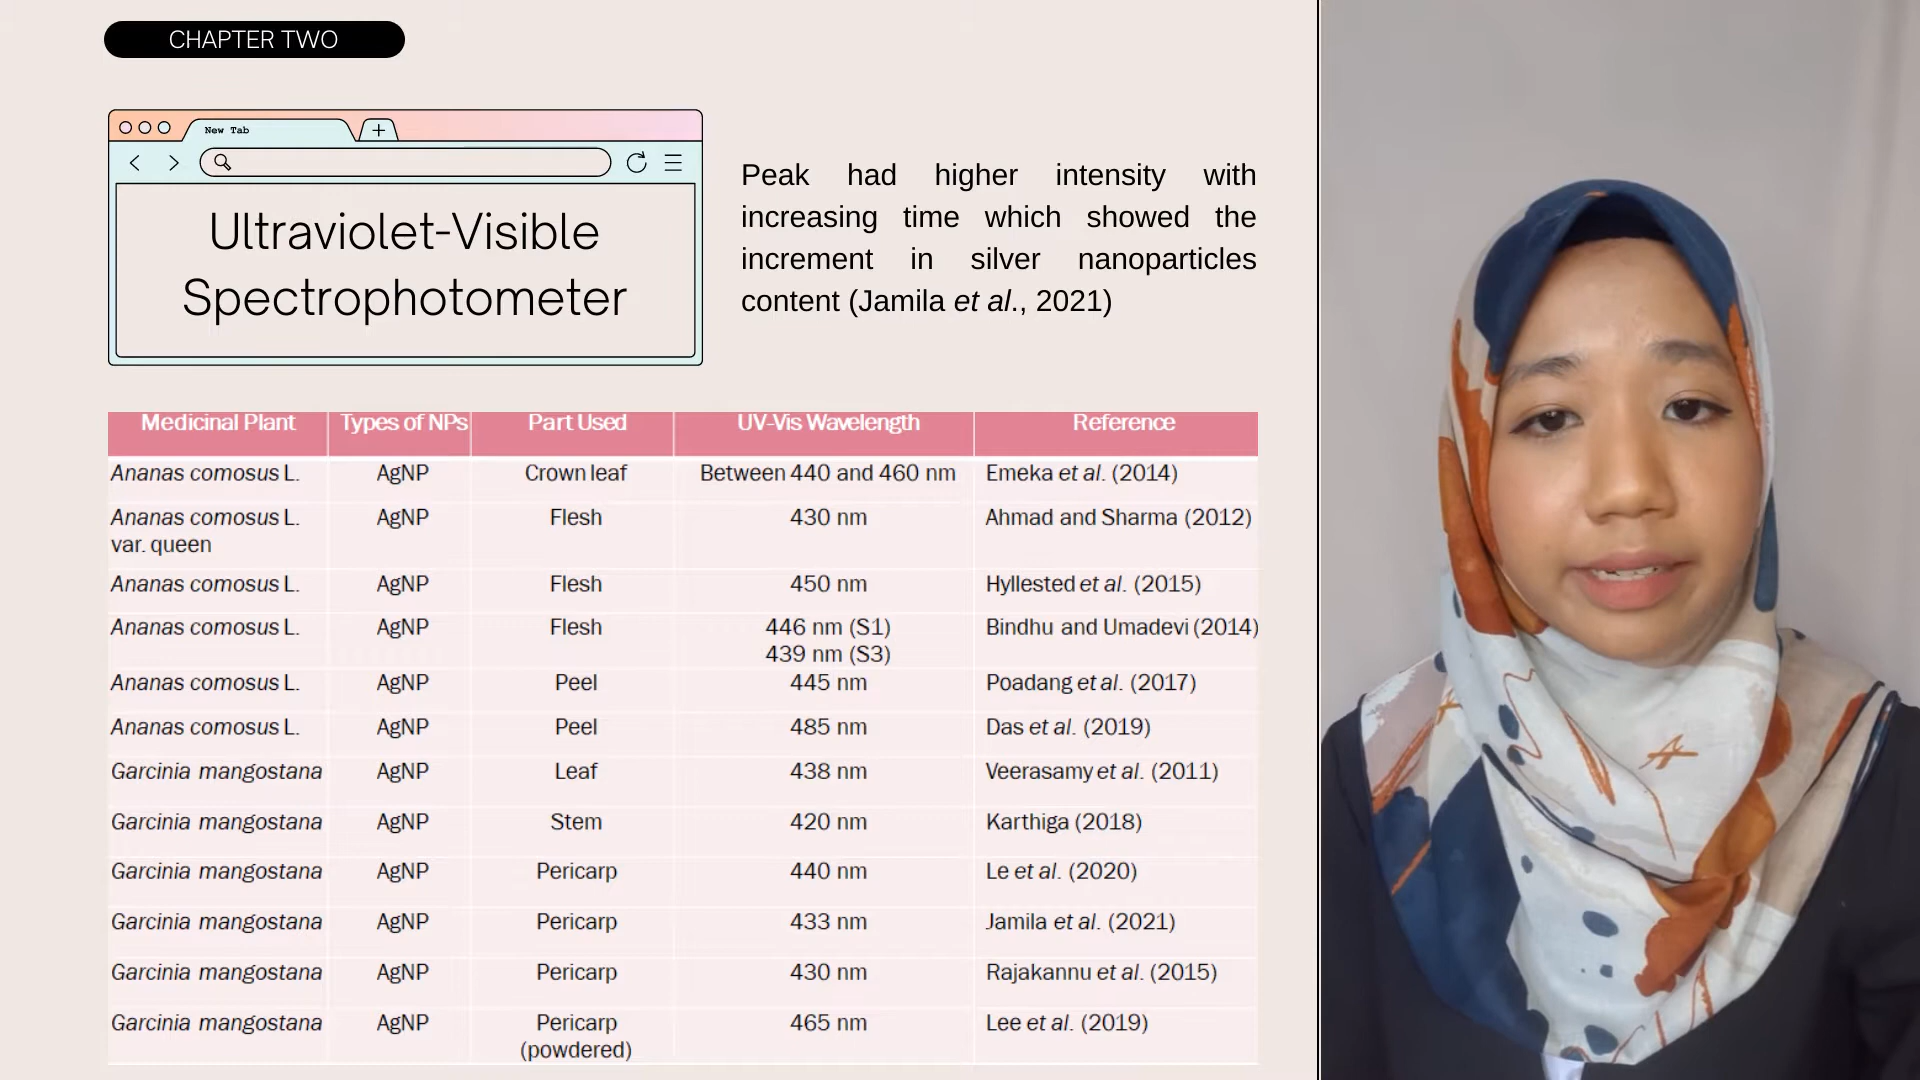 CHAPTER TWO
New Tab
Ultraviolet-Visible
Spectrophotometer
Peak had higher intensity with
increasing time which showed the
increment in silver nanoparticles
content (Jamila et al., 2021)
Medicinal Plant Types of NPs Part Used UV-Vis Wavelength Reference
Ananas comosus L. AgNP Crown leaf Between 440 and 460 nm Emeka et al. (2014)
Ananas comosus L. AgNP Flesh 430 nm Ahmad and Sharma (2012)
var. queen
Ananas comosus L. AgNP Flesh 450 nm Hyllested et al. (2015)
Ananas comosus L. AgNP Flesh 446 nm (S1) Bindhu and Umadevi (2014)
439 nm (S3)
Ananas comosus L. AgNP Peel 445 nm Poadang et al. (2017)
Ananas comosus L. AgNP Peel 485 nm Das et al. (2019)
Garcinia mangostana AgNP Leaf 438 nm Veerasamy et al. (2011)
Garcinia mangostana AgNP Stem 420 nm Karthiga (2018)
Garcinia mangostana AgNP Pericarp 440 nm Le et al. (2020)
Garcinia mangostana AgNP Pericarp 433 nm Jamila et al. (2021)
Garcinia mangostana AgNP Pericarp 430 nm Rajakannu et al. (2015)
Garcinia mangostana AgNP Pericarp 465 nm Lee et al. (2019)
(powdered)